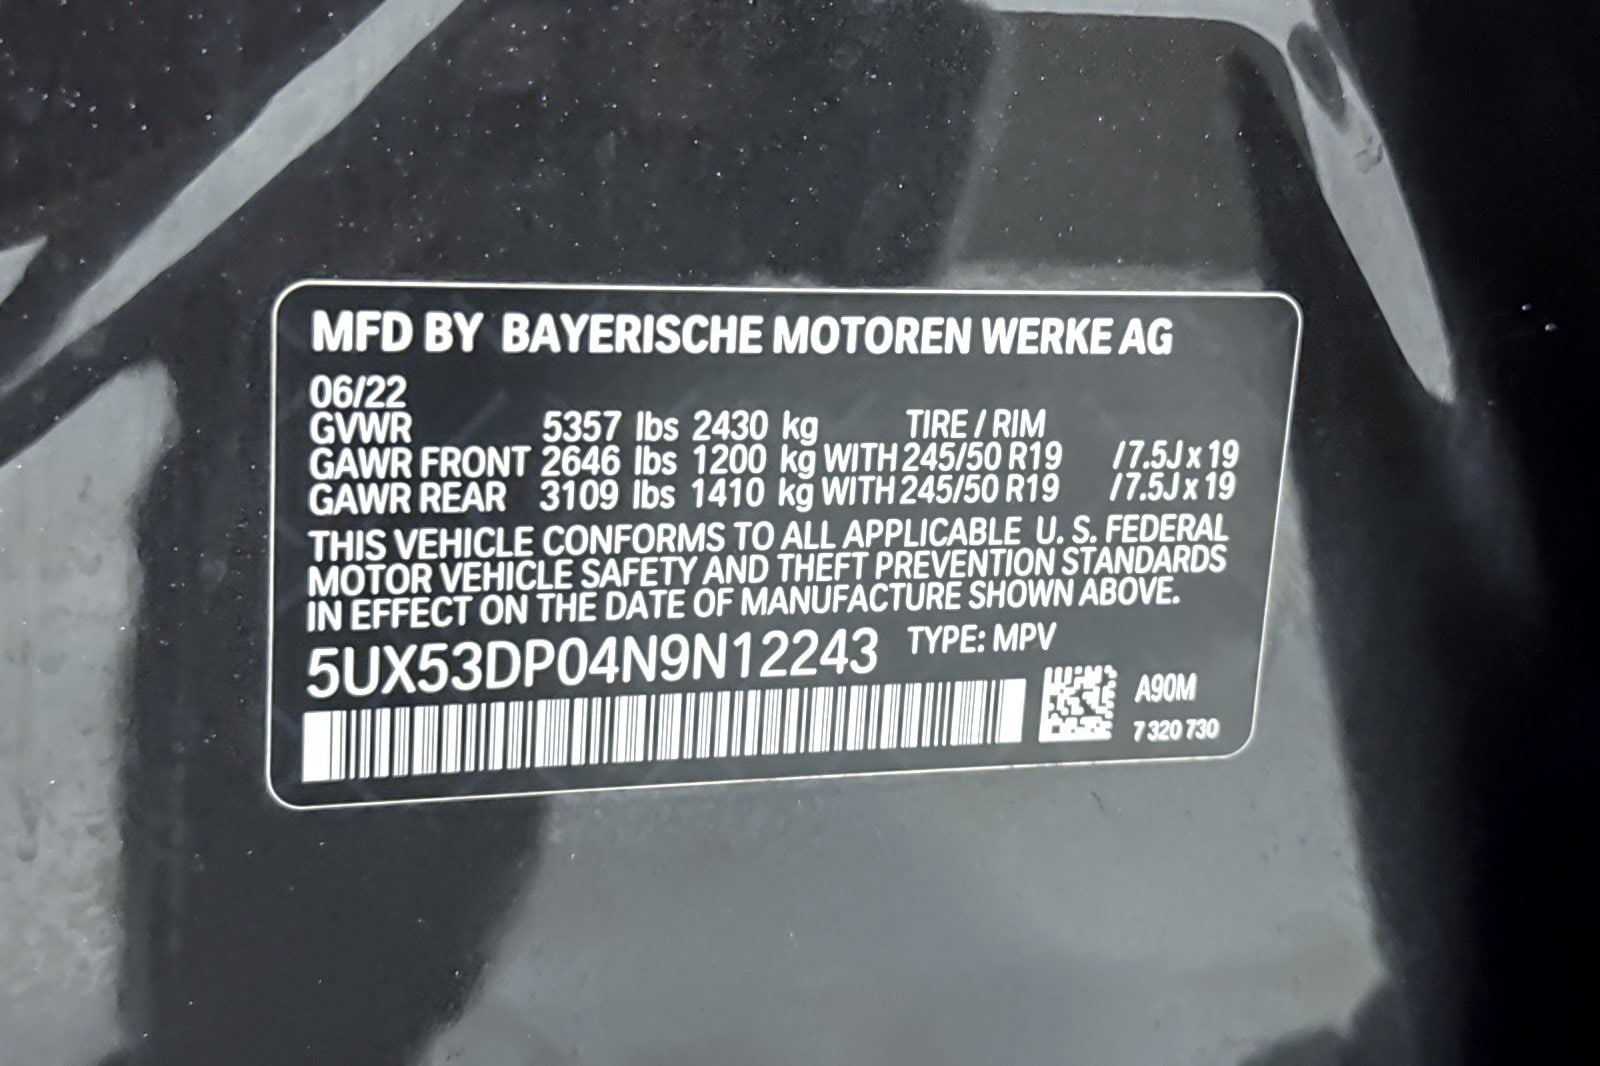 MFD BY BAYERISCHE MOTOREN WERKE AG
06/22
GVWR 5357 lbs 2430 kg TIRE / RIM
GAWR FRONT 2646 lbs 1200 kg WITH 245/50 R19 /7.5J x 19
GAWR REAR 3109 lbs 1410 kg WITH 245/50 R19 /7.5J x 19
THIS VEHICLE CONFORMS TO ALL APPLICABLE U. S. FEDERAL
MOTOR VEHICLE SAFETY AND THEFT PREVENTION STANDARDS
IN EFFECT ON THE DATE OF MANUFACTURE SHOWN ABOVE.
5UX53DP04N9N12243 TYPE: MPV
A90M
7 320 730